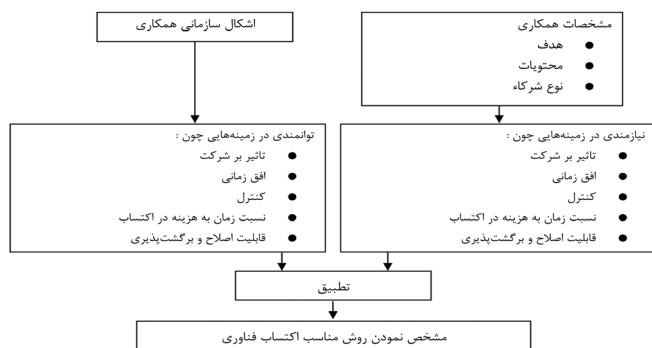 مشخصات همکاری
● هدف
● محتویات
● نوع شرکاء
اشکال سازمانی همکاری
نیازمندی در زمینه‌هایی چون :
● تاثیر بر شرکت
● افق زمانی
● کنترل
● نسبت زمان به هزینه در اکتساب
● قابلیت اصلاح و برگشت‌پذیری
توانمندی در زمینه‌هایی چون :
● تاثیر بر شرکت
● افق زمانی
● کنترل
● نسبت زمان به هزینه در اکتساب
● قابلیت اصلاح و برگشت‌پذیری
تطبیق
مشخص نمودن روش مناسب اکتساب فناوری